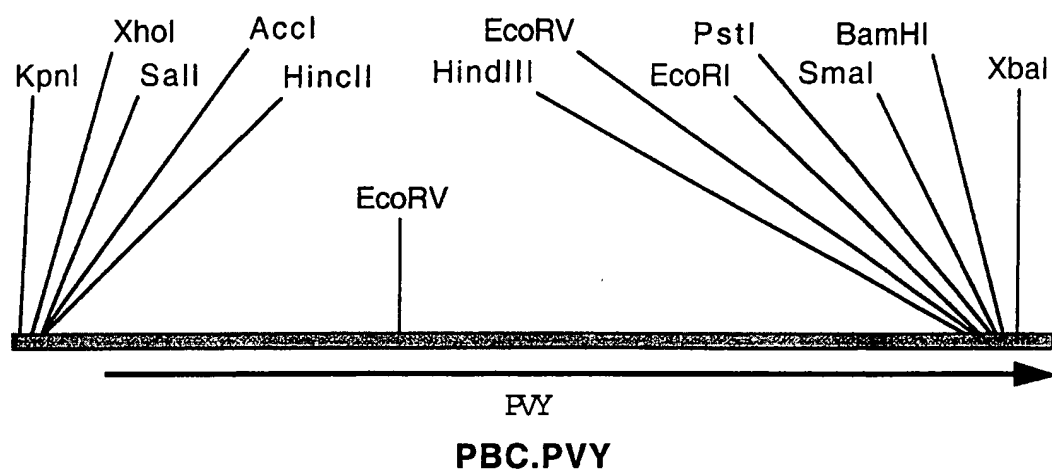 XhoI AccI EcoRV PstI BamHI
KpnI SalI HincII HindIII EcoRI SmaI XbaI
EcoRV
PVY
PBC.PVY